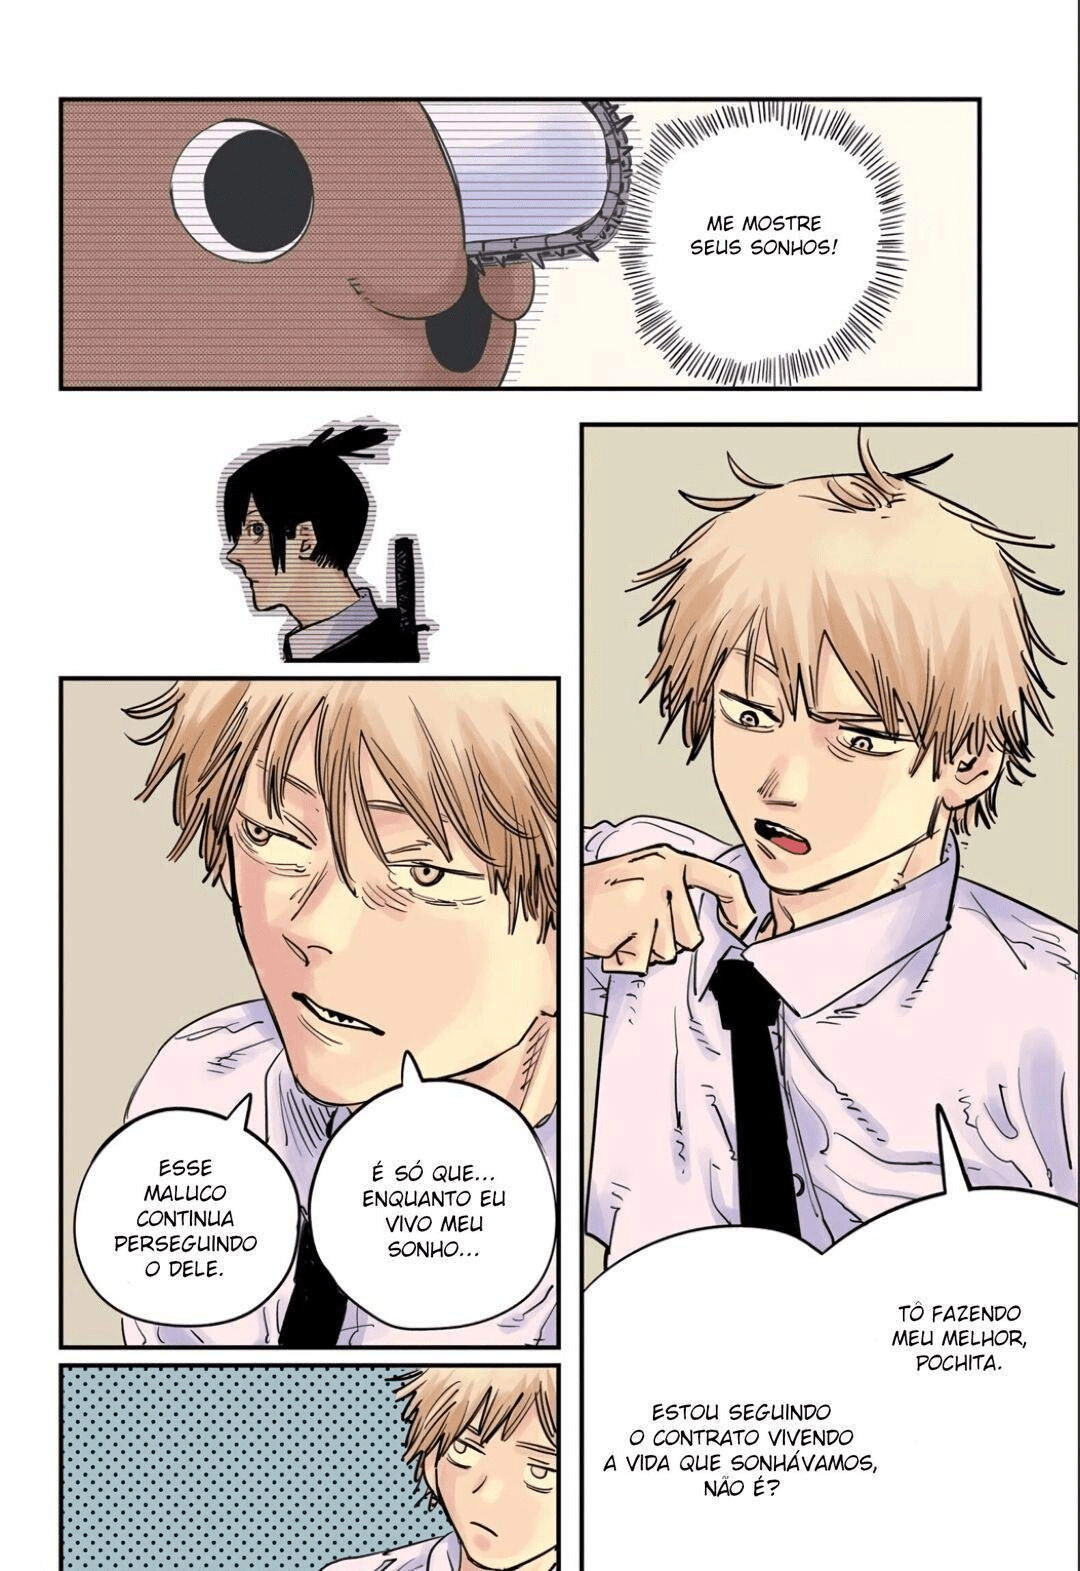 ME MOSTRE
SEUS SONHOS!
TÔ FAZENDO
MEU MELHOR,
POCHITA.
ESTOU SEGUINDO
O CONTRATO VIVENDO
A VIDA QUE SONHÁVAMOS,
NÃO É?
É SÓ QUE...
ENQUANTO EU
VIVO MEU
SONHO...
ESSE
MALUCO
CONTINUA
PERSEGUINDO
O DELE.